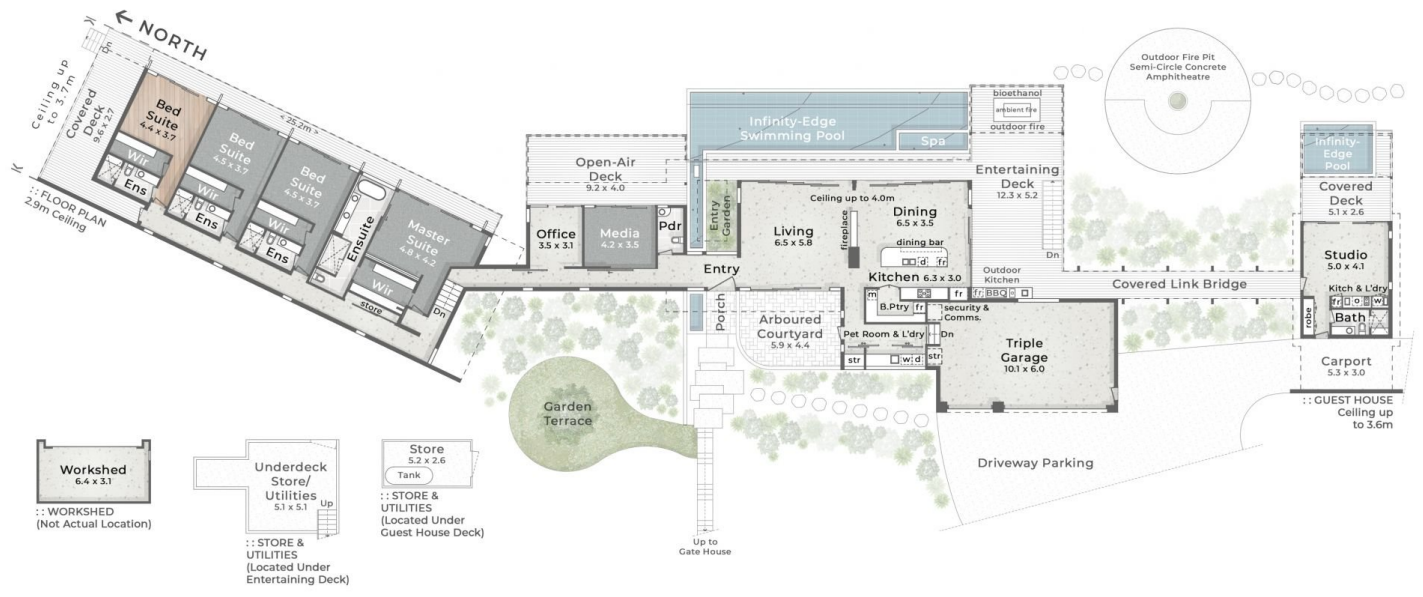 NORTH
Dn
Ceiling up
to 3.7m
Covered
Deck
9.6 x 2.7
Bed
Suite
4.4 x 3.7
Wir
Ens
< 25.2m >
Bed
Suite
4.5 x 3.7
Wir
Ens
Bed
Suite
4.5 x 3.7
Wir
Ens
Ensuite
Master
Suite
4.8 x 4.2
Wir
store
Dn
:: FLOOR PLAN
2.9m Ceiling
Open-Air
Deck
9.2 x 4.0
Office
3.5 x 3.1
Media
4.2 x 3.5
Pdr
Entry
Garden
Entry
Porch
Infinity-Edge
Swimming Pool
Spa
bioethanol
ambient fire
outdoor fire
Entertaining
Deck
12.3 x 5.2
Dn
Ceiling up to 4.0m
Living
6.5 x 5.8
fireplace
Dining
6.5 x 3.5
dining bar
d
fr
Kitchen 6.3 x 3.0
m
B.Ptry
fr
fr
Outdoor
Kitchen
fr
BBQ
security &
Comms.
Arboured
Courtyard
5.9 x 4.4
Pet Room & L'dry
Dn
str
w
d
str
Triple
Garage
10.1 x 6.0
Outdoor Fire Pit
Semi-Circle Concrete
Amphitheatre
Covered Link Bridge
Infinity-
Edge
Pool
Covered
Deck
5.1 x 2.6
Studio
5.0 x 4.1
Kitch & L'dry
fr
w
robe
Bath
Carport
5.3 x 3.0
:: GUEST HOUSE
Ceiling up
to 3.6m
Driveway Parking
Garden
Terrace
Up to
Gate House
Workshed
6.4 x 3.1
:: WORKSHED
(Not Actual Location)
Underdeck
Store/
Utilities
5.1 x 5.1
Up
:: STORE &
UTILITIES
(Located Under
Entertaining Deck)
Store
5.2 x 2.6
Tank
:: STORE &
UTILITIES
(Located Under
Guest House Deck)